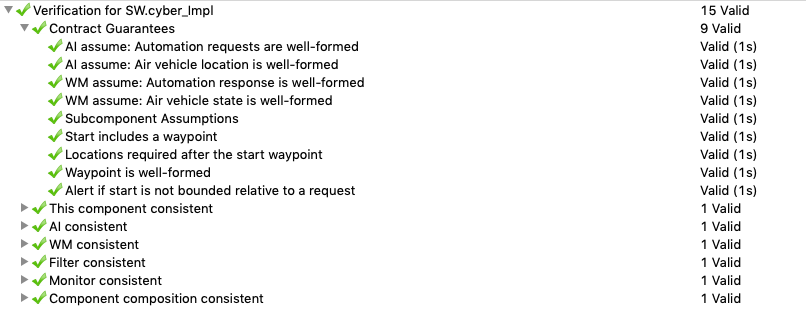 Verification for SW.cyber_Impl 15 Valid
Contract Guarantees 9 Valid
AI assume: Automation requests are well-formed Valid (1s)
AI assume: Air vehicle location is well-formed Valid (1s)
WM assume: Automation response is well-formed Valid (1s)
WM assume: Air vehicle state is well-formed Valid (1s)
Subcomponent Assumptions Valid (1s)
Start includes a waypoint Valid (1s)
Locations required after the start waypoint Valid (1s)
Waypoint is well-formed Valid (1s)
Alert if start is not bounded relative to a request Valid (1s)
This component consistent 1 Valid
AI consistent 1 Valid
WM consistent 1 Valid
Filter consistent 1 Valid
Monitor consistent 1 Valid
Component composition consistent 1 Valid